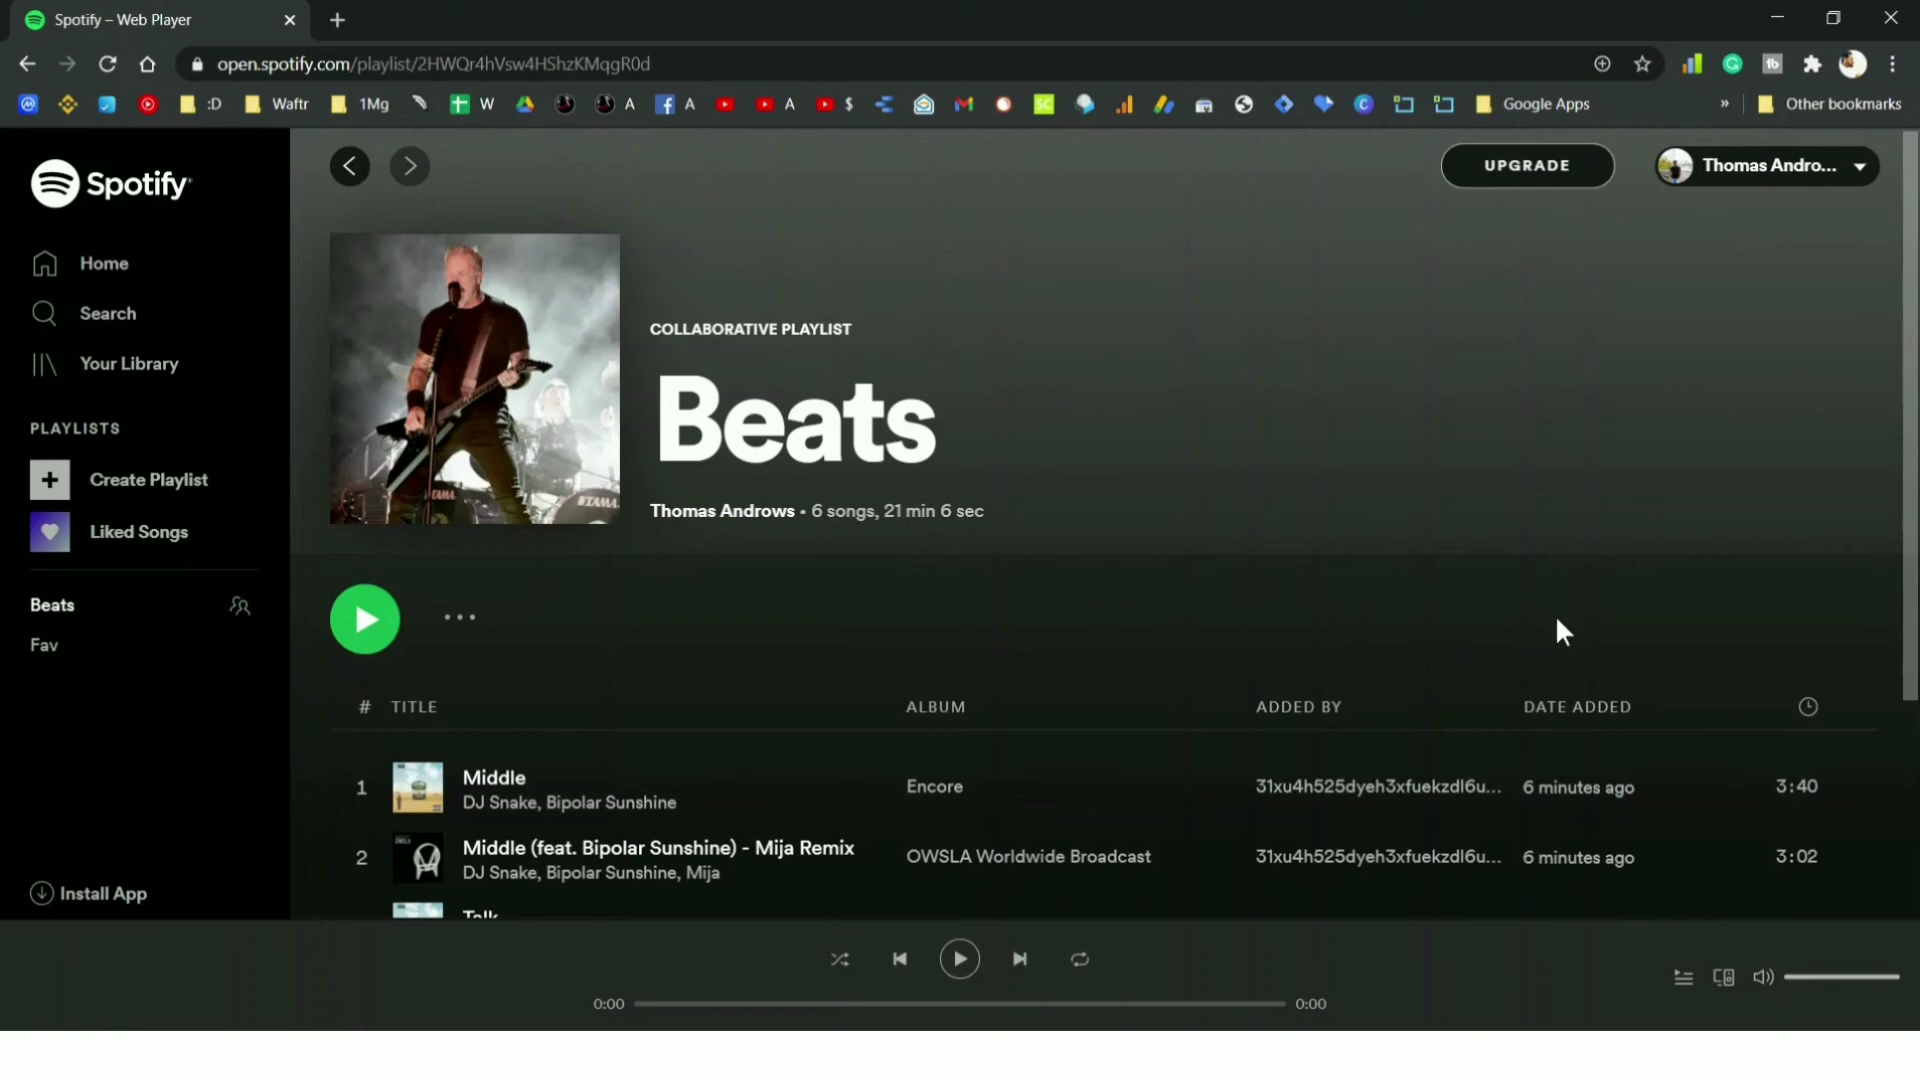 Spotify – Web Player
open.spotify.com/playlist/2HWQr4hVsw4HShzKMqgR0d
:D
Waftr
1Mg
W
A
A
A
$
SC
Google Apps
»
Other bookmarks
Spotify
UPGRADE
Thomas Andro...
Home
Search
Your Library
COLLABORATIVE PLAYLIST
Beats
Thomas Androws • 6 songs, 21 min 6 sec
TAMA
TAMA
PLAYLISTS
Create Playlist
Liked Songs
Beats
Fav
# TITLE ALBUM ADDED BY DATE ADDED
1 Middle Encore 31xu4h525dyeh3xfuekzdl6u... 6 minutes ago 3:40
DJ Snake, Bipolar Sunshine
2 Middle (feat. Bipolar Sunshine) - Mija Remix OWSLA Worldwide Broadcast 31xu4h525dyeh3xfuekzdl6u... 6 minutes ago 3:02
DJ Snake, Bipolar Sunshine, Mija
Talk
Install App
0:00 0:00